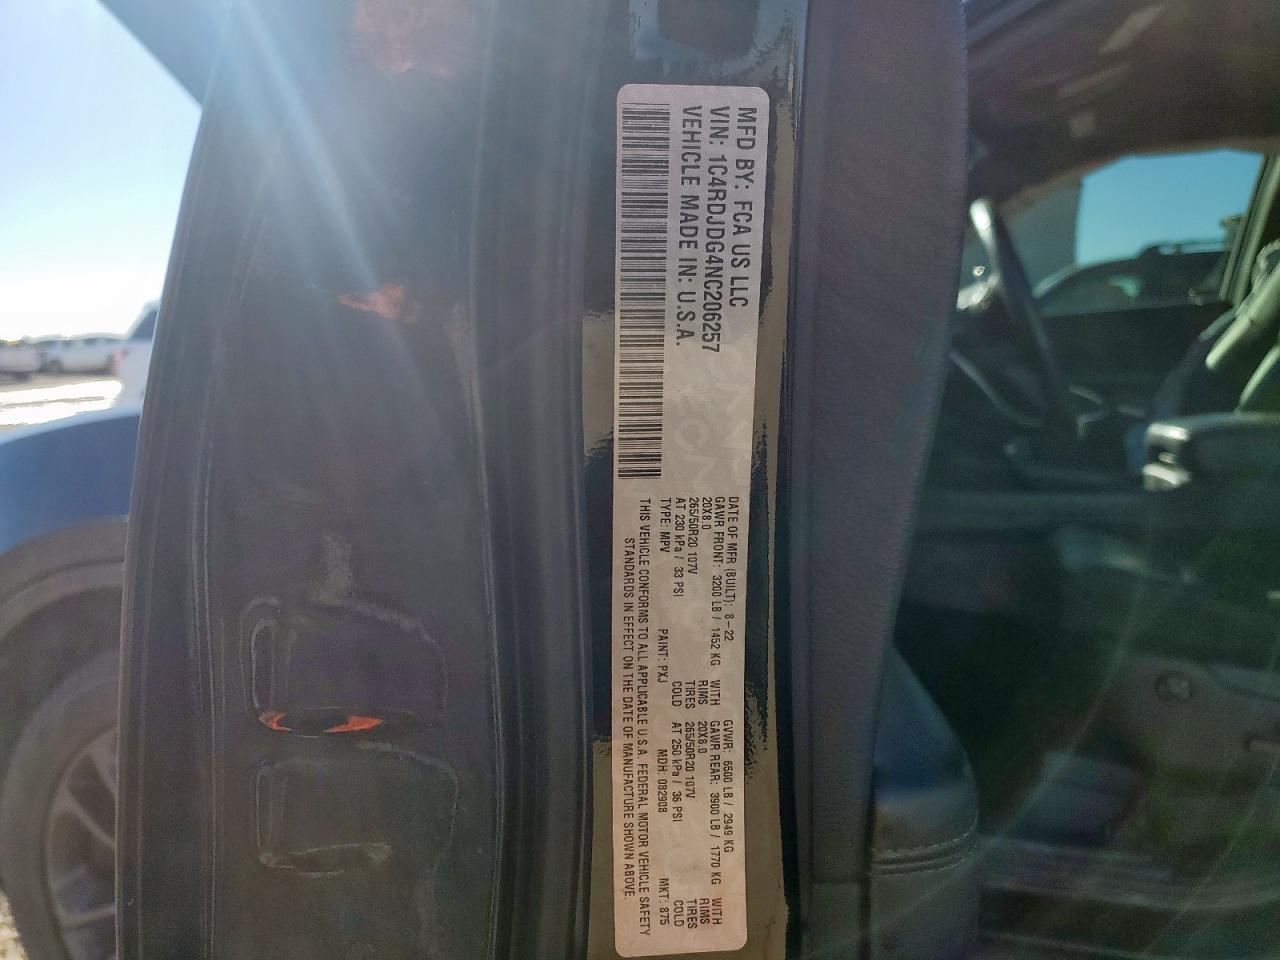 MFD BY: FCA US LLC
VIN: 1C4RDJDG4NC206257
VEHICLE MADE IN: U.S.A.
DATE OF MFR (BUILT): 8-22 GVWR: 6500 LB / 2949 KG
GAWR FRONT: 3200 LB / 1452 KG WITH GAWR REAR: 3900 LB / 1770 KG WITH
20X8.0 RIMS 20X8.0 RIMS
265/50R20 107V TIRES 265/50R20 107V TIRES
AT 230 kPa / 33 PSI COLD AT 250 kPa / 36 PSI COLD
TYPE: MPV PAINT: PXJ MDH: 082908 MKT: 875
THIS VEHICLE CONFORMS TO ALL APPLICABLE U.S.A. FEDERAL MOTOR VEHICLE SAFETY
STANDARDS IN EFFECT ON THE DATE OF MANUFACTURE SHOWN ABOVE.